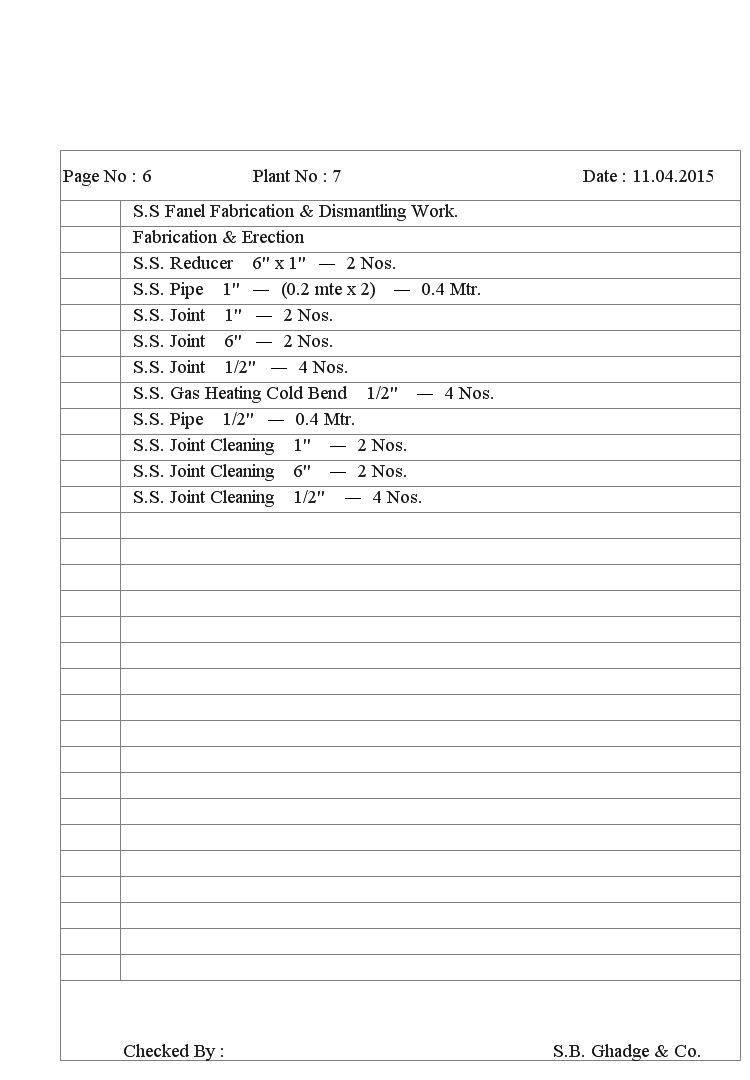 Page No : 6 Plant No : 7 Date : 11.04.2015
S.S Fanel Fabrication & Dismantling Work.
Fabrication & Erection
S.S. Reducer 6" x 1" — 2 Nos.
S.S. Pipe 1" — (0.2 mte x 2) — 0.4 Mtr.
S.S. Joint 1" — 2 Nos.
S.S. Joint 6" — 2 Nos.
S.S. Joint 1/2" — 4 Nos.
S.S. Gas Heating Cold Bend 1/2" — 4 Nos.
S.S. Pipe 1/2" — 0.4 Mtr.
S.S. Joint Cleaning 1" — 2 Nos.
S.S. Joint Cleaning 6" — 2 Nos.
S.S. Joint Cleaning 1/2" — 4 Nos.
Checked By : S.B. Ghadge & Co.